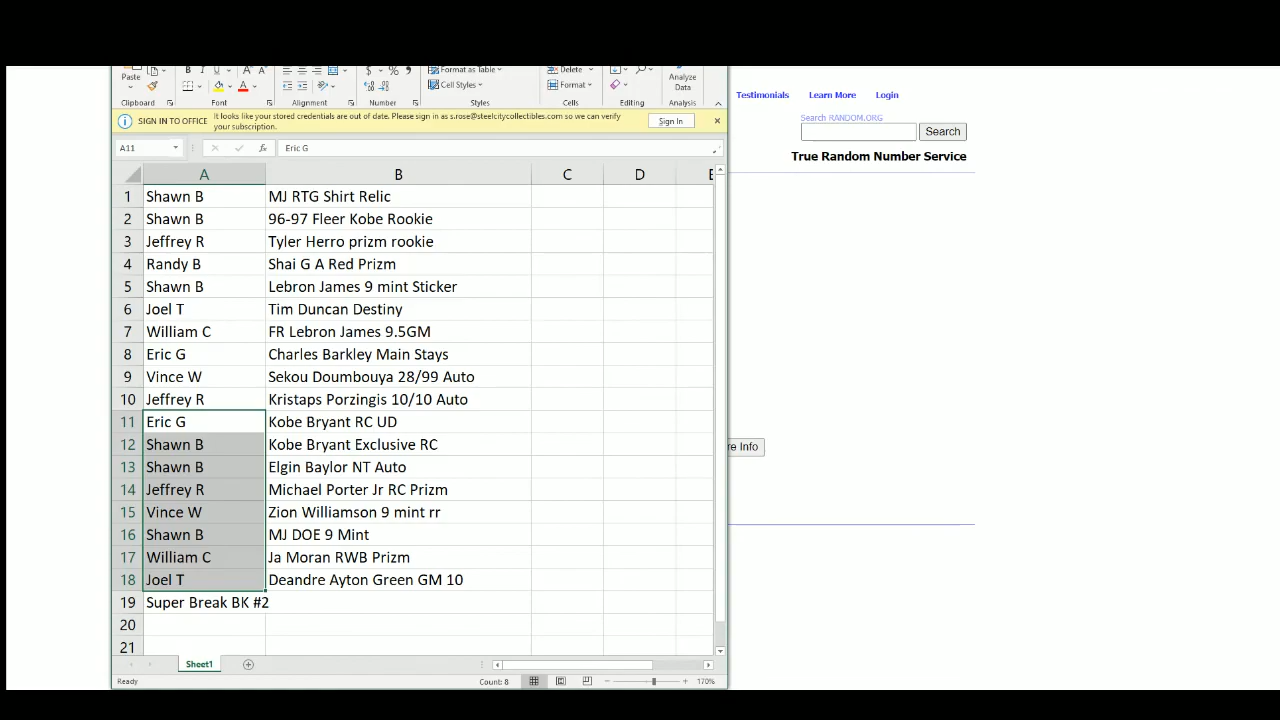 Paste
B I U A A
$ % 9
Format as Table
Cell Styles
Delete
Format
Analyze
Data
Clipboard Font Alignment Number Styles Cells Editing Analysis
SIGN IN TO OFFICE It looks like your stored credentials are out of date. Please sign in as s.rose@steelcitycollectibles.com so we can verify
your subscription.
Sign In
A11 fx Eric G
A B C D E
1 Shawn B MJ RTG Shirt Relic
2 Shawn B 96-97 Fleer Kobe Rookie
3 Jeffrey R Tyler Herro prizm rookie
4 Randy B Shai G A Red Prizm
5 Shawn B Lebron James 9 mint Sticker
6 Joel T Tim Duncan Destiny
7 William C FR Lebron James 9.5GM
8 Eric G Charles Barkley Main Stays
9 Vince W Sekou Doumbouya 28/99 Auto
10 Jeffrey R Kristaps Porzingis 10/10 Auto
11 Eric G Kobe Bryant RC UD
12 Shawn B Kobe Bryant Exclusive RC
13 Shawn B Elgin Baylor NT Auto
14 Jeffrey R Michael Porter Jr RC Prizm
15 Vince W Zion Williamson 9 mint rr
16 Shawn B MJ DOE 9 Mint
17 William C Ja Moran RWB Prizm
18 Joel T Deandre Ayton Green GM 10
19 Super Break BK #2
20
21
Sheet1
Ready Count: 8 170%
Testimonials Learn More Login
Search RANDOM.ORG
Search
True Random Number Service
re Info